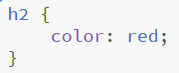 h2 {
    color: red;
}